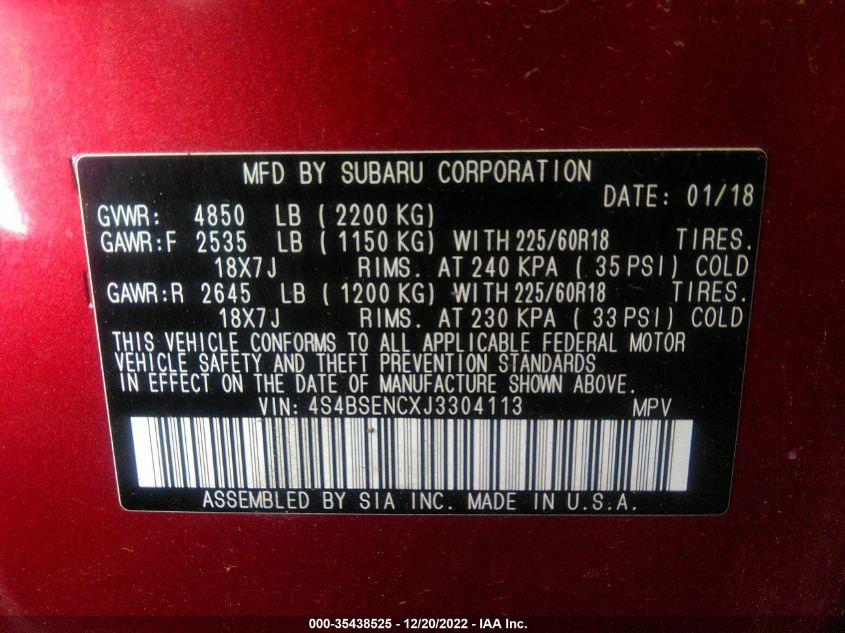 MFD BY SUBARU CORPORATION
DATE: 01/18
GVWR: 4850 LB ( 2200 KG)
GAWR:F 2535 LB ( 1150 KG) WITH 225/60R18 TIRES.
18X7J RIMS. AT 240 KPA ( 35 PSI) COLD
GAWR:R 2645 LB ( 1200 KG) WITH 225/60R18 TIRES.
18X7J RIMS. AT 230 KPA ( 33 PSI) COLD
THIS VEHICLE CONFORMS TO ALL APPLICABLE FEDERAL MOTOR
VEHICLE SAFETY AND THEFT PREVENTION STANDARDS
IN EFFECT ON THE DATE OF MANUFACTURE SHOWN ABOVE.
VIN: 4S4BSENCXJ3304113 MPV
ASSEMBLED BY SIA INC. MADE IN U.S.A.
000-35438525 - 12/20/2022 - IAA Inc.